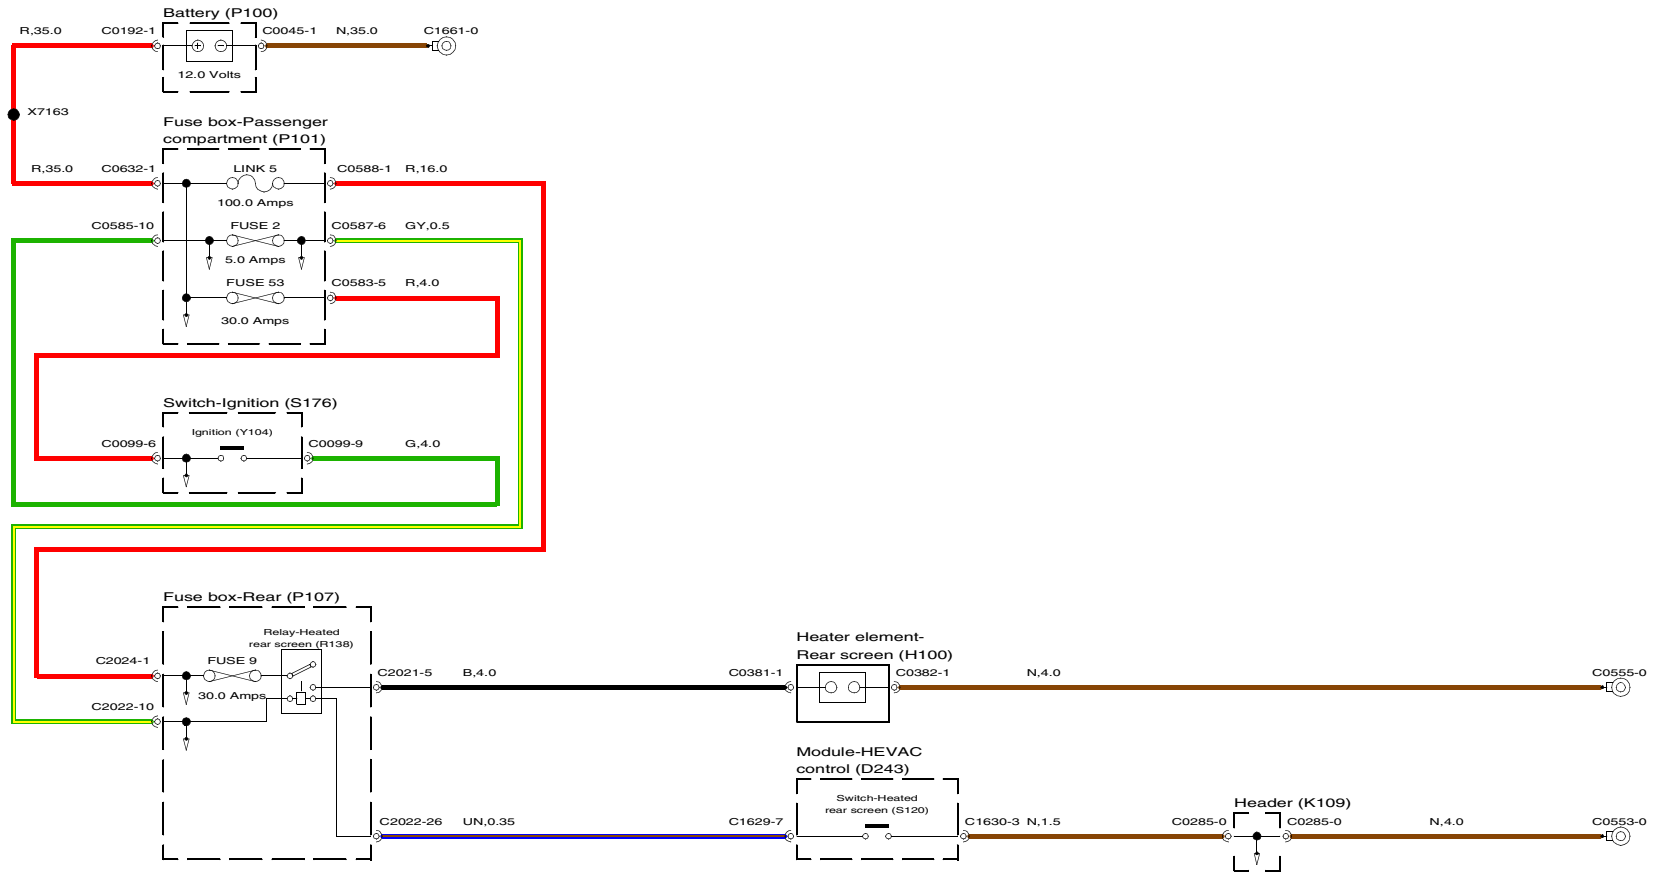 Battery (P100)
R,35.0 C0192-1 C0045-1 N,35.0 C1661-0
12.0 Volts
X7163
Fuse box-Passenger
compartment (P101)
R,35.0 C0632-1 LINK 5 C0588-1 R,16.0
100.0 Amps
C0585-10 FUSE 2 C0587-6 GY,0.5
5.0 Amps
FUSE 53 C0583-5 R,4.0
30.0 Amps
Switch-Ignition (S176)
Ignition (Y104)
C0099-6 C0099-9 G,4.0
Fuse box-Rear (P107)
Relay-Heated
rear screen (R138)
C2024-1 FUSE 9
30.0 Amps
C2022-10
C2021-5 B,4.0 C0381-1
Heater element-
Rear screen (H100)
C0382-1 N,4.0 C0555-0
Module-HEVAC
control (D243)
Switch-Heated
rear screen (S120)
Header (K109)
C2022-26 UN,0.35 C1629-7 C1630-3 N,1.5 C0285-0 C0285-0 N,4.0 C0553-0